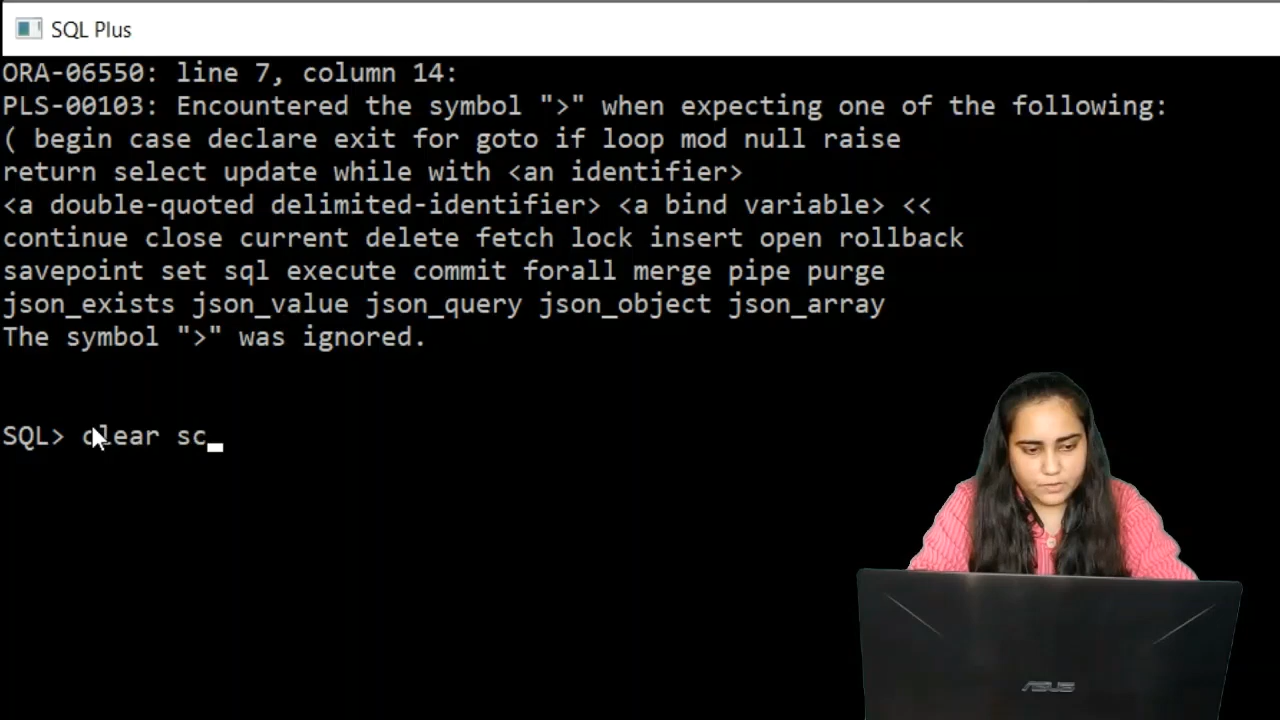 SQL Plus
ORA-06550: line 7, column 14:
PLS-00103: Encountered the symbol ">" when expecting one of the following:
( begin case declare exit for goto if loop mod null raise
return select update while with <an identifier>
<a double-quoted delimited-identifier> <a bind variable> <<
continue close current delete fetch lock insert open rollback
savepoint set sql execute commit forall merge pipe purge
json_exists json_value json_query json_object json_array
The symbol ">" was ignored.
SQL> clear sc_
ASUS